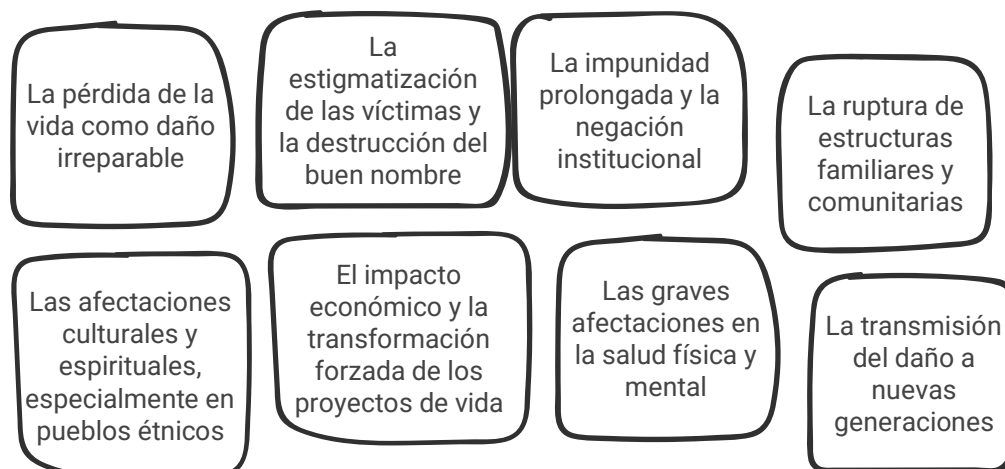 La pérdida de la
vida como daño
irreparable
La
estigmatización
de las víctimas y
la destrucción del
buen nombre
La impunidad
prolongada y la
negación
institucional
La ruptura de
estructuras
familiares y
comunitarias
Las afectaciones
culturales y
espirituales,
especialmente en
pueblos étnicos
El impacto
económico y la
transformación
forzada de los
proyectos de vida
Las graves
afectaciones en
la salud física y
mental
La transmisión
del daño a
nuevas
generaciones